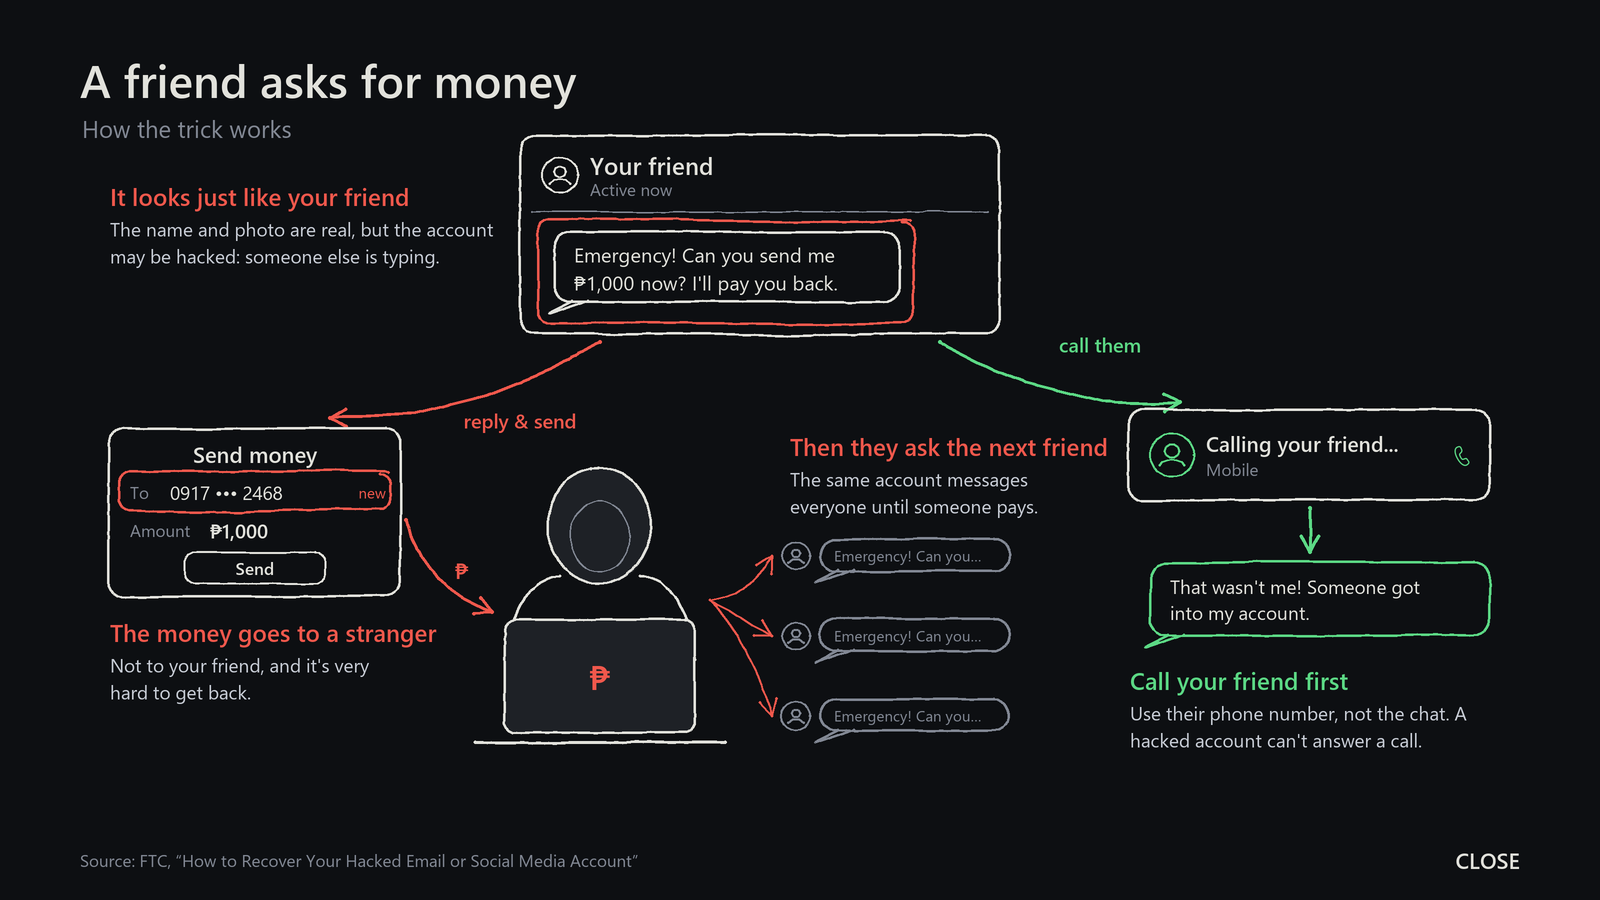 A friend asks for money
How the trick works
It looks just like your friend
The name and photo are real, but the account
may be hacked: someone else is typing.
Your friend
Active now
Emergency! Can you send me
₱1,000 now? I'll pay you back.
reply & send
call them
Send money
To 0917 ••• 2468 new
Amount ₱1,000
Send
₱
The money goes to a stranger
Not to your friend, and it's very
hard to get back.
₱
Then they ask the next friend
The same account messages
everyone until someone pays.
Emergency! Can you...
Emergency! Can you...
Emergency! Can you...
Calling your friend...
Mobile
That wasn't me! Someone got
into my account.
Call your friend first
Use their phone number, not the chat. A
hacked account can't answer a call.
Source: FTC, “How to Recover Your Hacked Email or Social Media Account”
CLOSE